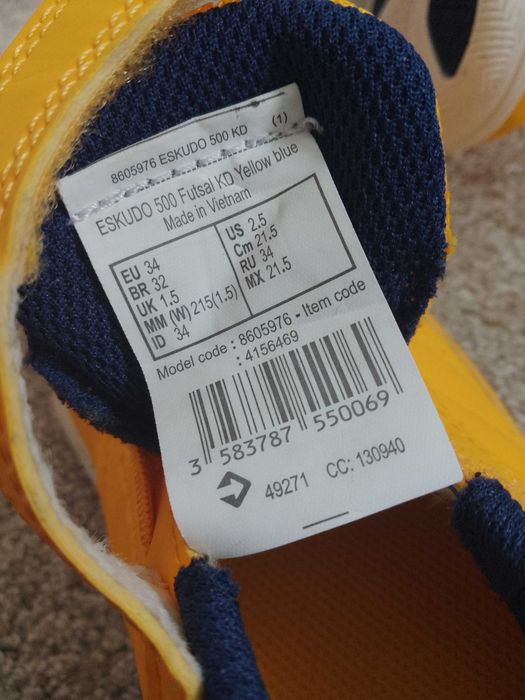 8605976 ESKUDO 500 KD (1)
ESKUDO 500 Futsal KD Yellow blue
Made in Vietnam
EU 34
BR 32
UK 1.5
MM (W) 215(1.5)
ID 34
US 2.5
Cm 21.5
RU 34
MX 21.5
Model code : 8605976 - Item code
: 4156469
3 583787 550069
49271 CC: 130940